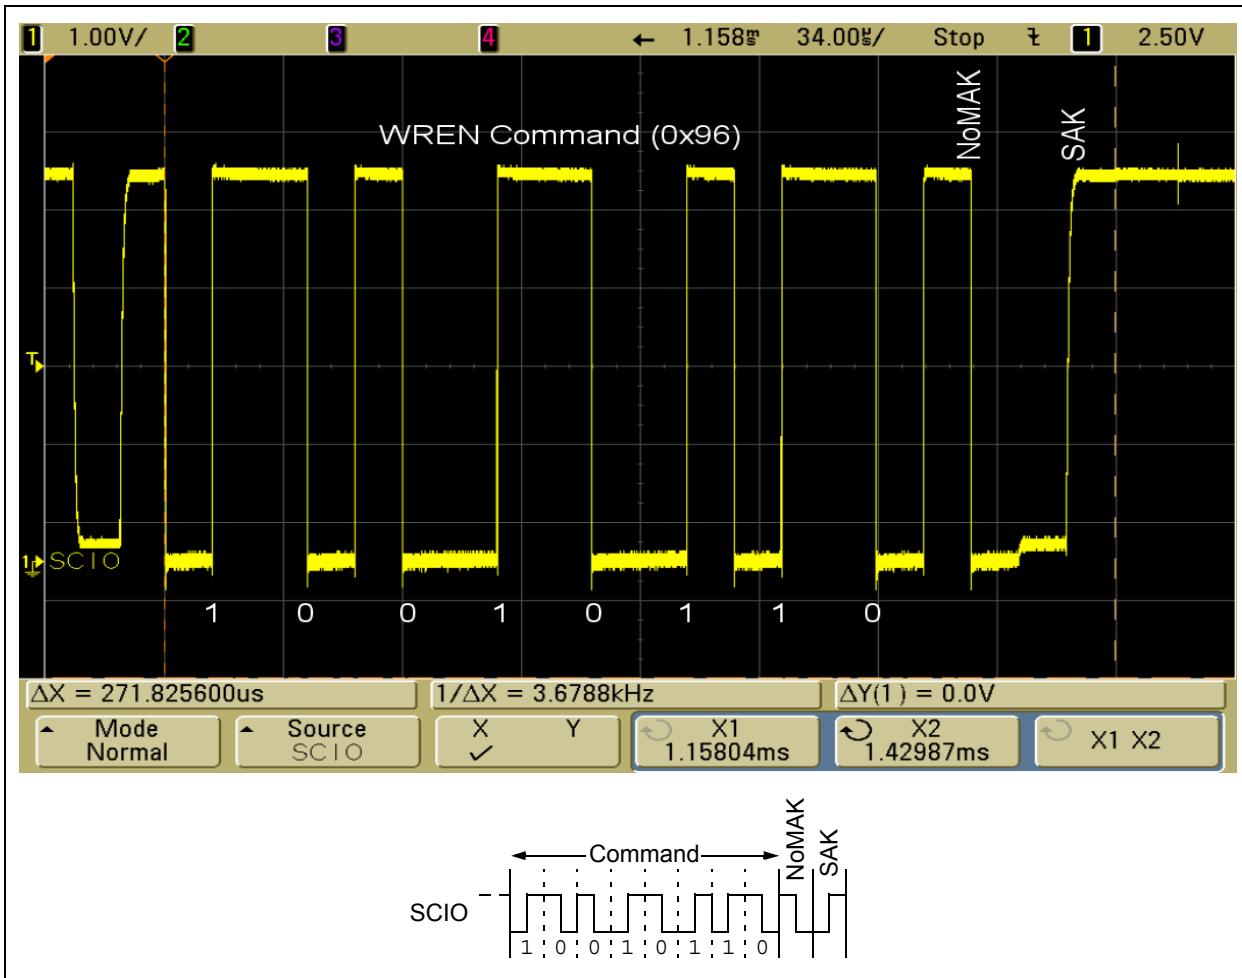 1 1.00V/ 2 3 4 ← 1.158ms 34.00us/ Stop 1 2.50V
WREN Command (0x96)
NoMAK
SAK
T
1 SCIO
1 0 0 1 0 1 1 0
ΔX = 271.825600us 1/ΔX = 3.6788kHz ΔY(1) = 0.0V
Mode Source X Y X1 X2 X1 X2
Normal SCIO ✓ 1.15804ms 1.42987ms
Command
NoMAK
SAK
SCIO
1 0 0 1 0 1 1 0